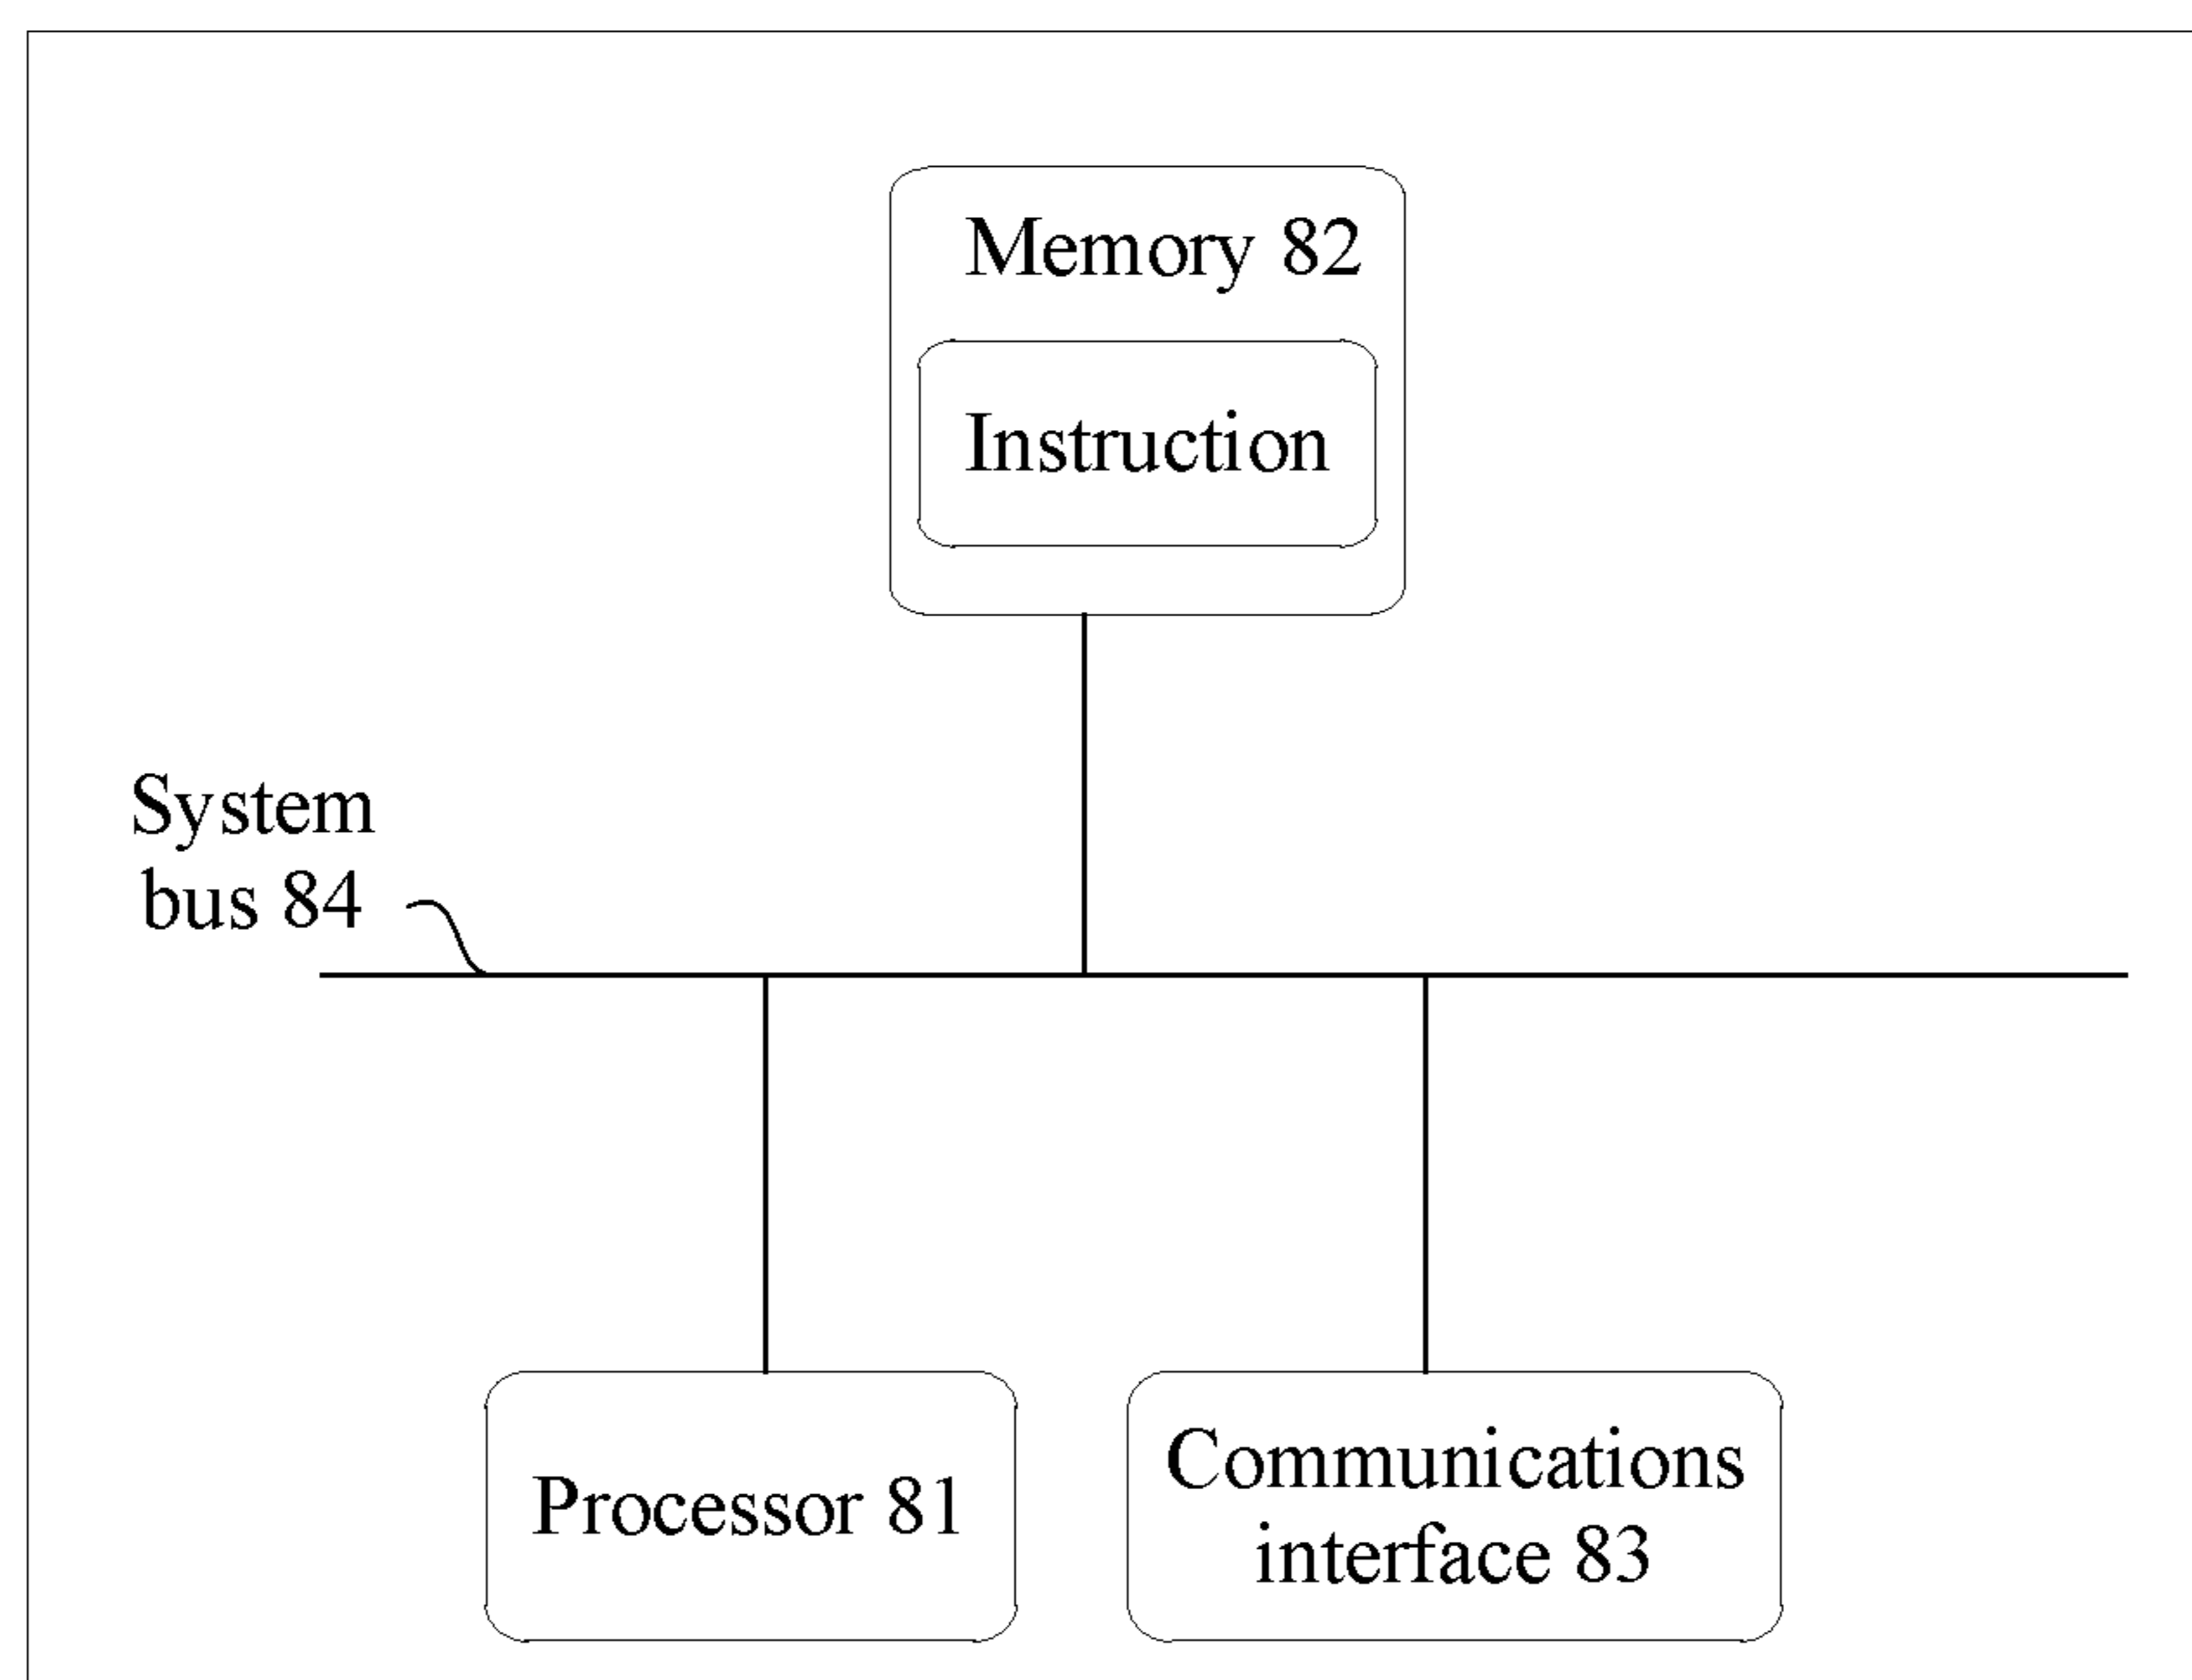 Memory 82
Instruction
System
bus 84
Processor 81
Communications
interface 83